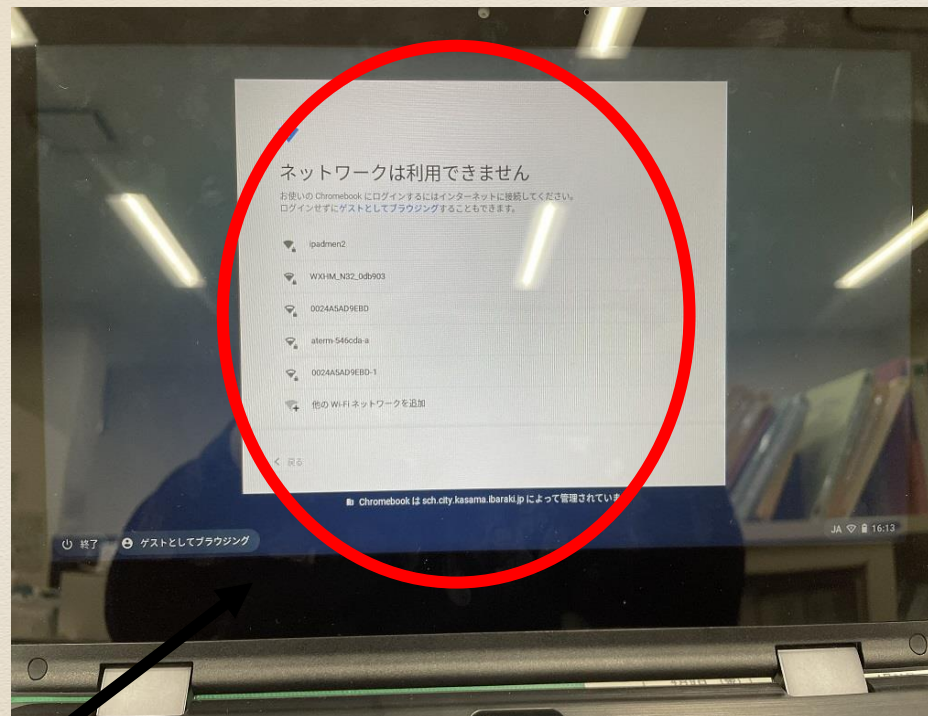 ネットワークは利用できません
お使いの Chromebook にログインするにはインターネットに接続してください。
ログインせずにゲストとしてブラウジングすることもできます。
ipadmen2
WXHM_N32_0db903
0024A5AD9EBD
aterm-546cda-a
0024A5AD9EBD-1
他の Wi-Fi ネットワークを追加
戻る
Chromebook は sch.city.kasama.ibaraki.jp によって管理されていま
終了
ゲストとしてブラウジング
JA
16:13